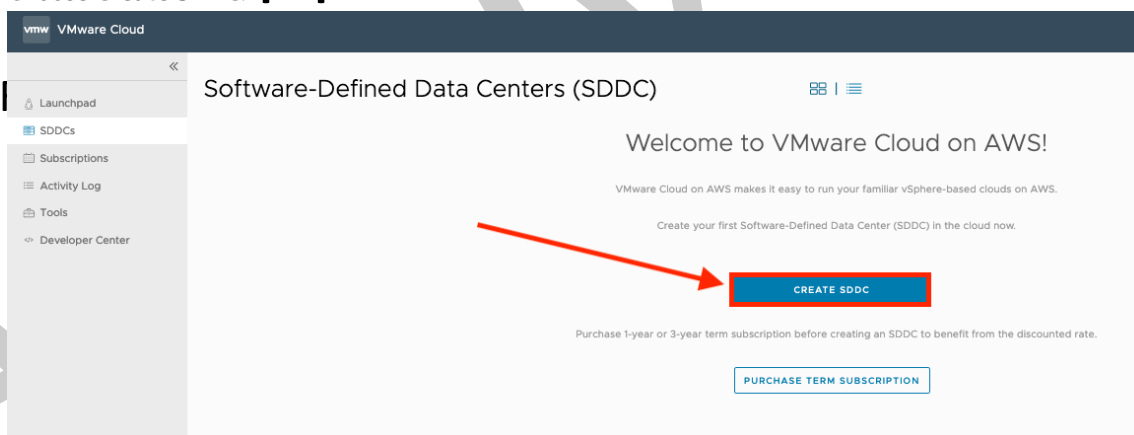 vmw VMware Cloud
«
Software-Defined Data Centers (SDDC)
Launchpad
SDDCs
Subscriptions
Activity Log
Tools
Developer Center
Welcome to VMware Cloud on AWS!
VMware Cloud on AWS makes it easy to run your familiar vSphere-based clouds on AWS.
Create your first Software-Defined Data Center (SDDC) in the cloud now.
CREATE SDDC
Purchase 1-year or 3-year term subscription before creating an SDDC to benefit from the discounted rate.
PURCHASE TERM SUBSCRIPTION